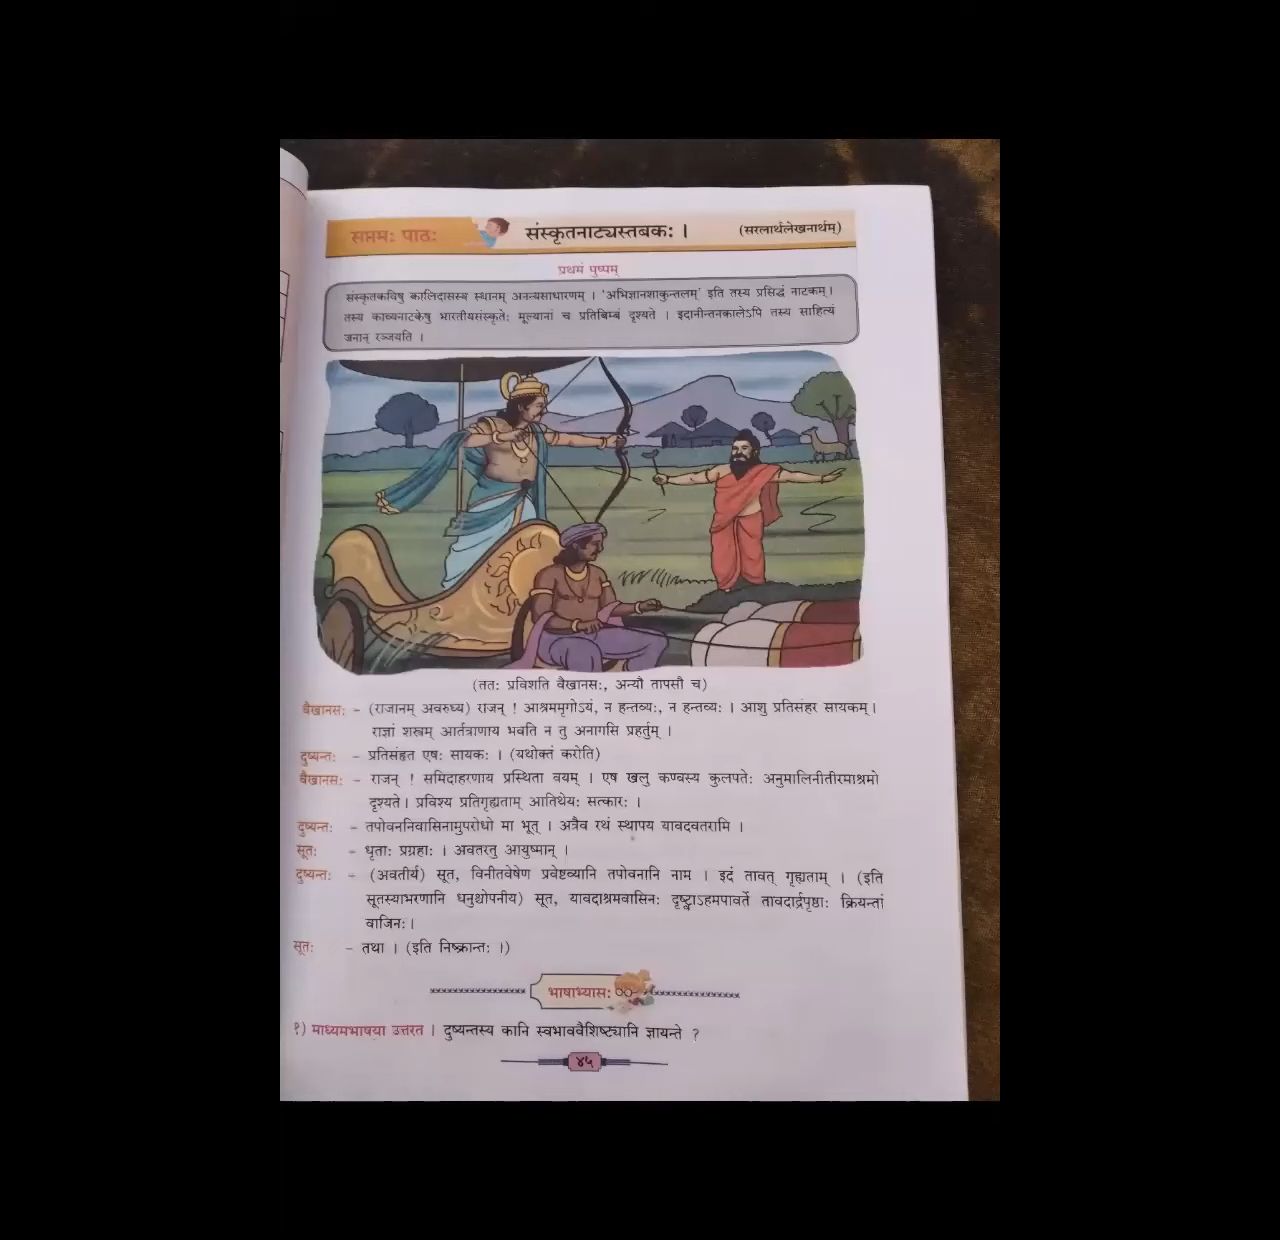 सप्तमः पाठः
संस्कृतनाट्यस्तबकः ।
(सरलार्थलेखनार्थम्)
प्रथमं पुष्पम्
संस्कृतकविषु कालिदासस्य स्थानम् अनन्यसाधारणम् । 'अभिज्ञानशाकुन्तलम्' इति तस्य प्रसिद्धं नाटकम् ।
तस्य काव्यनाटकेषु भारतीयसंस्कृतेः मूल्यानां च प्रतिबिम्बं दृश्यते । इदानीन्तनकालेऽपि तस्य साहित्यं
जनान् रञ्जयति ।
(ततः प्रविशति वैखानसः, अन्यौ तापसौ च)
वैखानसः – (राजानम् अवरुध्य) राजन् ! आश्रममृगोऽयं, न हन्तव्यः, न हन्तव्यः । आशु प्रतिसंहर सायकम् ।
राज्ञां शस्त्रम् आर्तत्राणाय भवति न तु अनागसि प्रहर्तुम् ।
दुष्यन्तः – प्रतिसंहृत एषः सायकः । (यथोक्तं करोति)
वैखानसः – राजन् ! समिदाहरणाय प्रस्थिता वयम् । एष खलु कण्वस्य कुलपतेः अनुमालिनीतीरमाश्रमो
दृश्यते । प्रविश्य प्रतिगृह्यताम् आतिथेयः सत्कारः ।
दुष्यन्तः – तपोवननिवासिनामुपरोधो मा भूत् । अत्रैव रथं स्थापय यावदवतरामि ।
सूतः – धृताः प्रग्रहाः । अवतरतु आयुष्मान् ।
दुष्यन्तः – (अवतीर्य) सूत, विनीतवेषेण प्रवेष्टव्यानि तपोवनानि नाम । इदं तावत् गृह्यताम् । (इति
सूतस्याभरणानि धनुश्चोपनीय) सूत, यावदाश्रमवासिनः दृष्ट्वाऽहमपावर्ते तावदार्द्रपृष्ठाः क्रियन्तां
वाजिनः ।
सूतः – तथा । (इति निष्क्रान्तः ।)
भाषाभ्यासः
१) माध्यमभाषया उत्तरत । दुष्यन्तस्य कानि स्वभाववैशिष्ट्यानि ज्ञायन्ते ?
४५